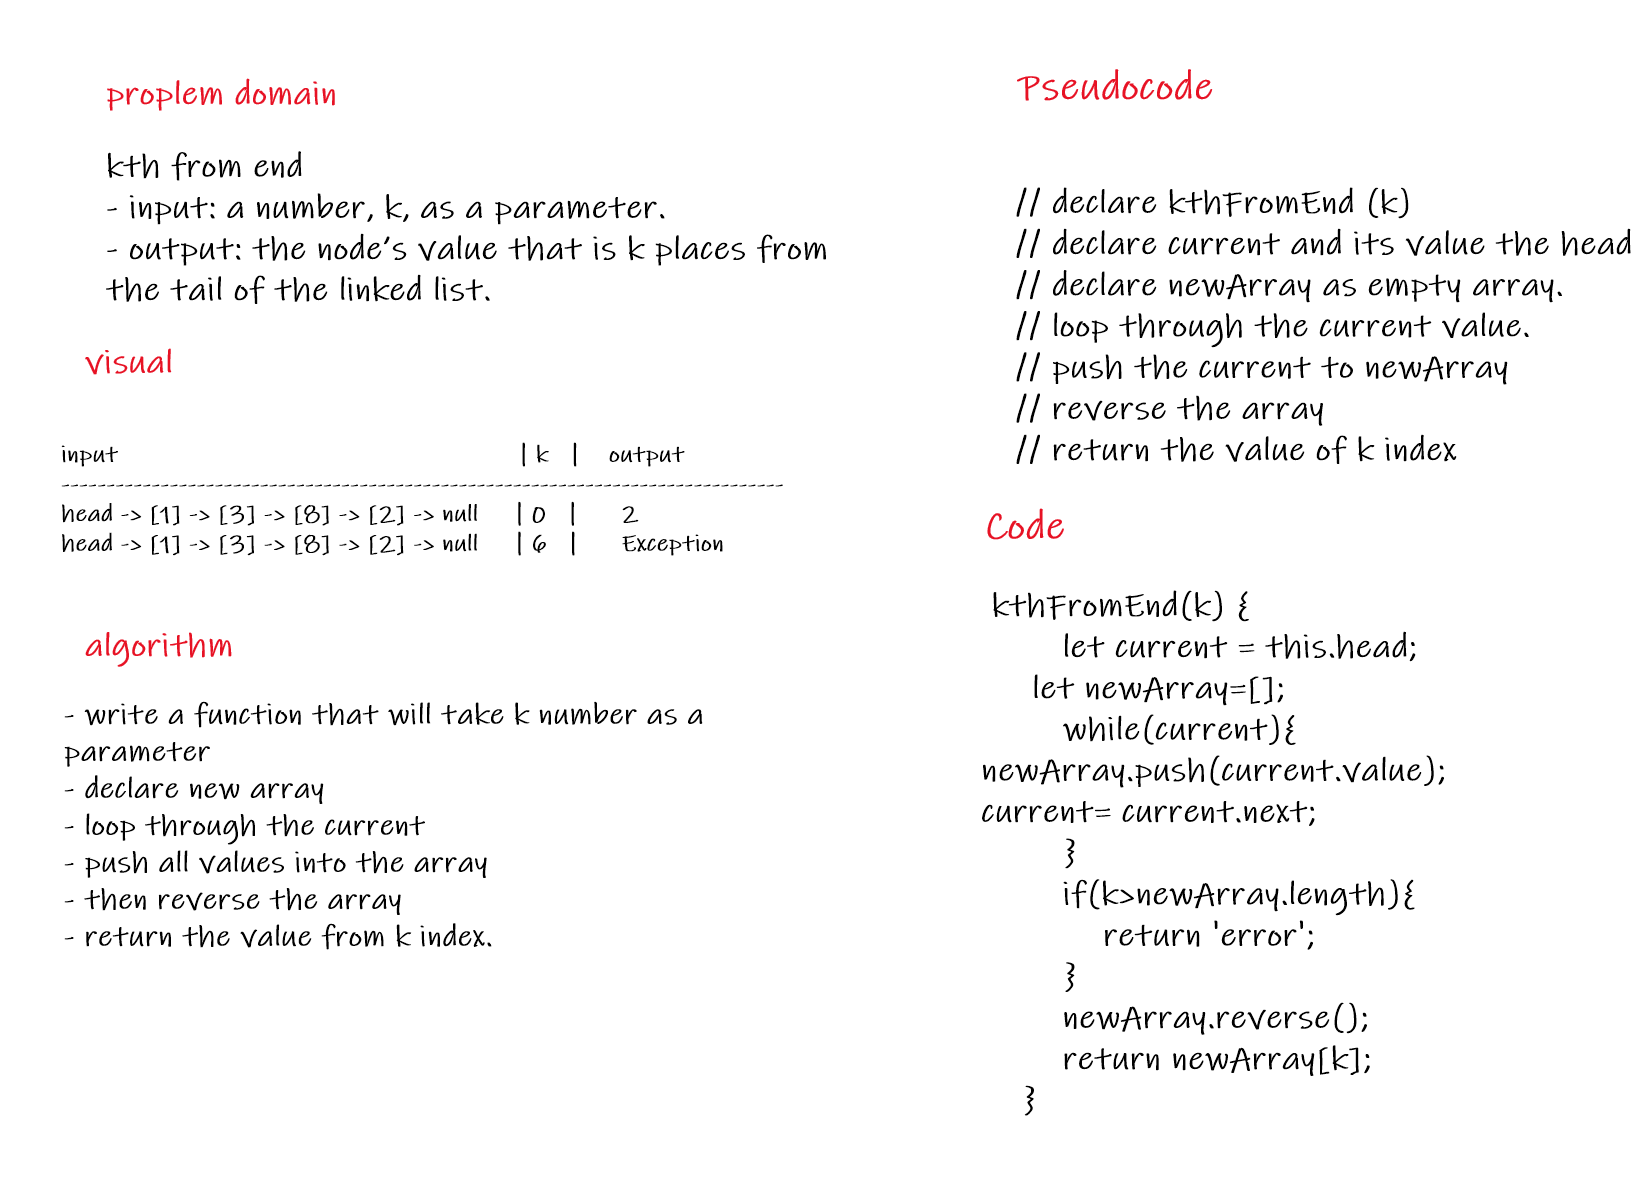 proplem domain
kth from end
- input: a number, k, as a parameter.
- output: the node's value that is k places from
the tail of the linked list.
visual
input | k | output
--------------------------------------------------------------------------------
head -> [1] -> [3] -> [8] -> [2] -> null | 0 | 2
head -> [1] -> [3] -> [8] -> [2] -> null | 6 | Exception
algorithm
- write a function that will take k number as a
parameter
- declare new array
- loop through the current
- push all values into the array
- then reverse the array
- return the value from k index.
Pseudocode
// declare kthFromEnd (k)
// declare current and its value the head
// declare newArray as empty array.
// loop through the current value.
// push the current to newArray
// reverse the array
// return the value of k index
Code
kthFromEnd(k) {
let current = this.head;
let newArray=[];
while(current){
newArray.push(current.value);
current= current.next;
}
if(k>newArray.length){
return 'error';
}
newArray.reverse();
return newArray[k];
}